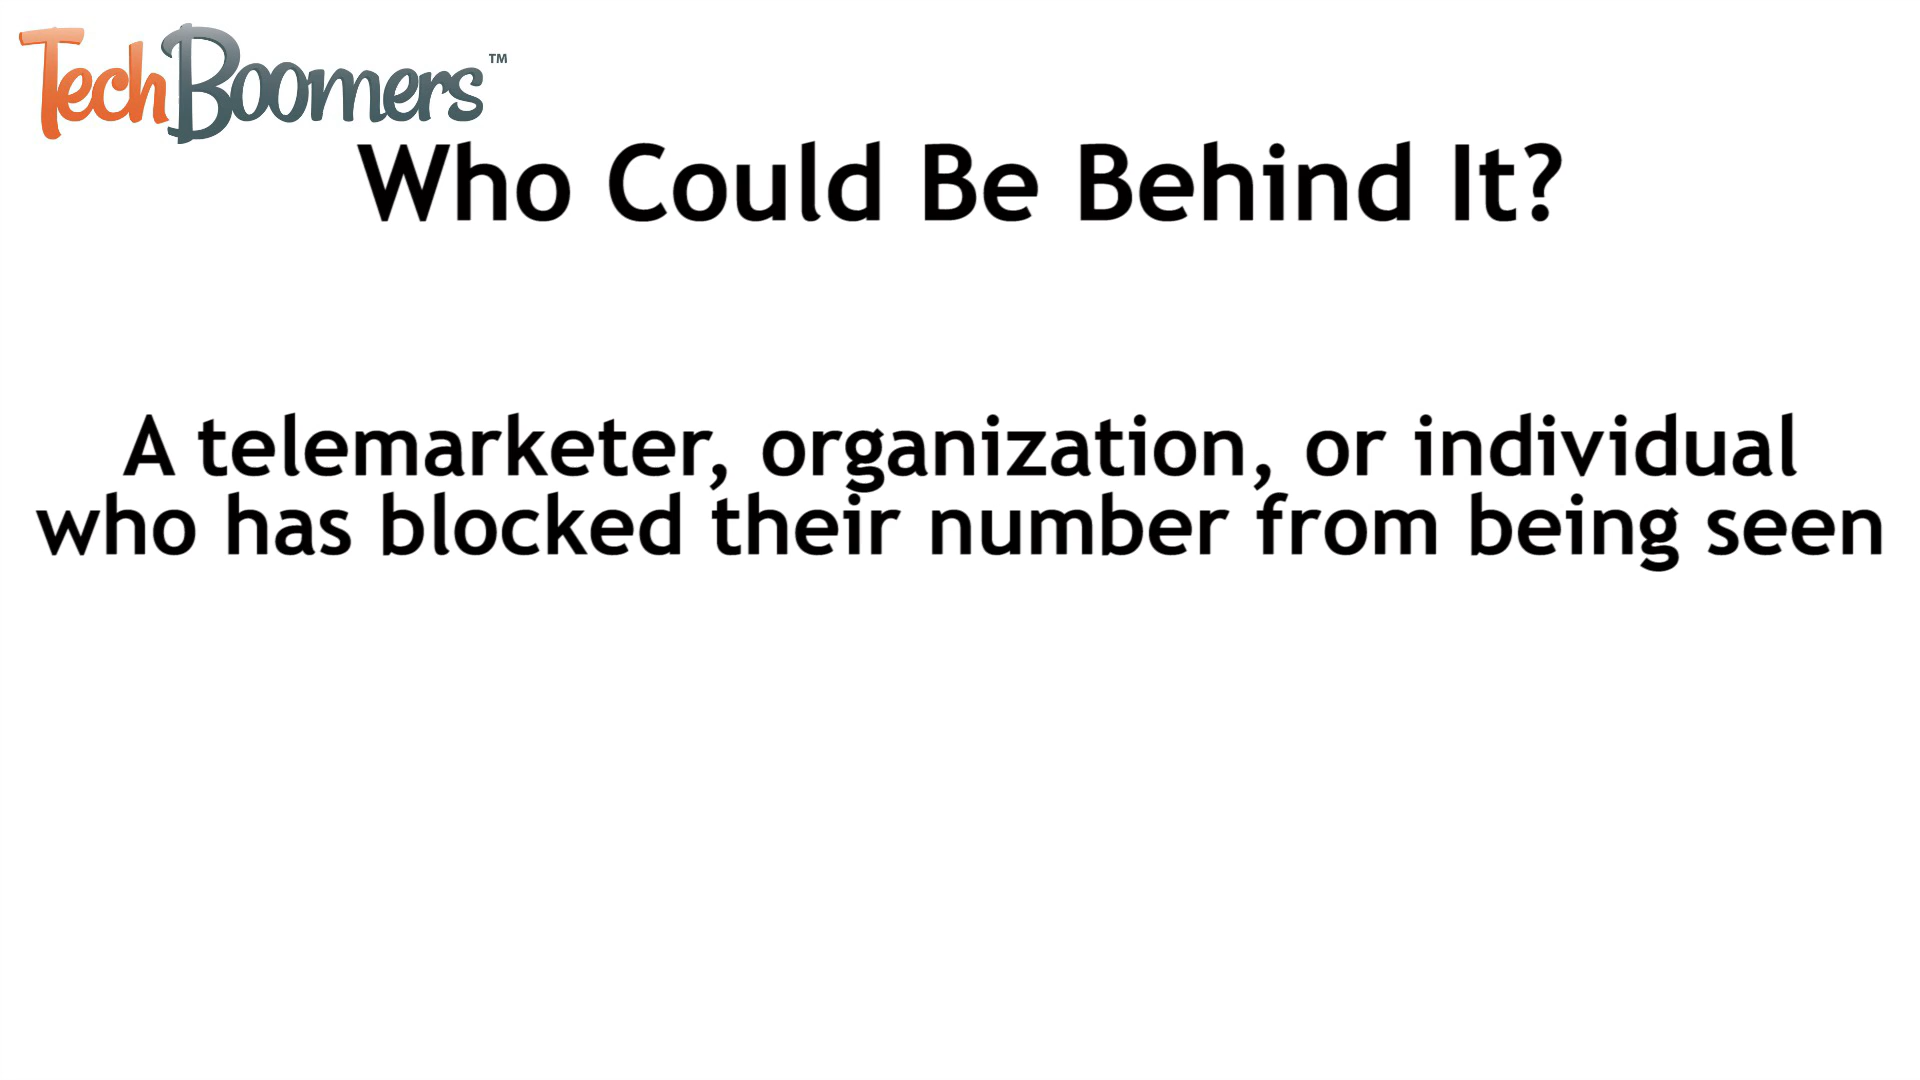 TechBoomers™
Who Could Be Behind It?
A telemarketer, organization, or individual
who has blocked their number from being seen